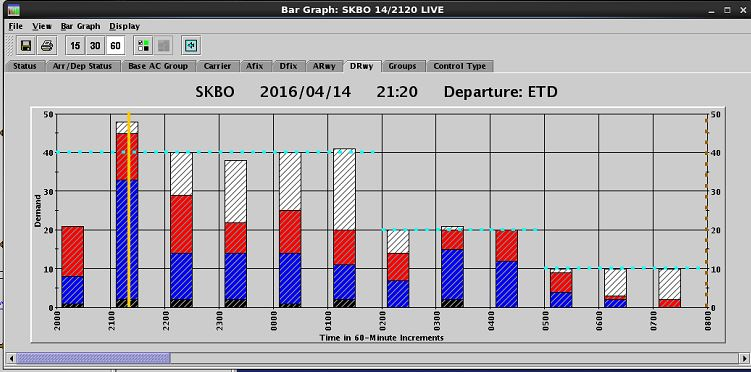 Bar Graph: SKBO 14/2120 LIVE
File View Bar Graph Display
15 30 60
Status Arr/Dep Status Base AC Group Carrier Afix Dfix ARwy DRwy Groups Control Type
SKBO 2016/04/14 21:20 Departure: ETD
50 50
40 40
30 30
20 20
10 10
0 0
Demand
2000 2100 2200 2300 0000 0100 0200 0300 0400 0500 0600 0700 0800
Time in 60-Minute Increments